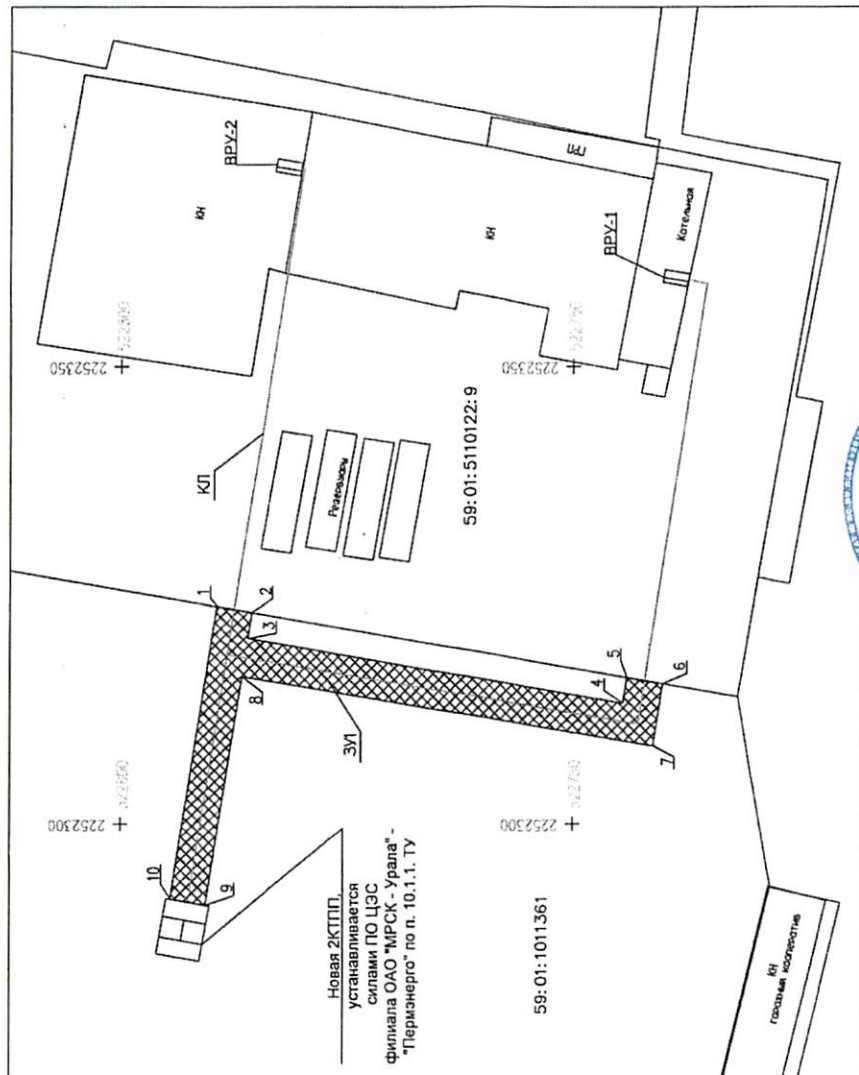 ВРУ-2
КН
ГРП
КН
ВРУ-1
Котельная
2252350
522800
2252350
КЛ
Резервуары
59: 01: 5110122: 9
1
2
3
4
5
6
7
8
ЗУ1
2252300
2252300
10
9
Новая 2КТПП,
устанавливается
силами ПО ЦЭС
филиала ОАО "МРСК - Урала" -
"Пермэнерго" по п. 10.1.1. ТУ
59: 01: 1011361
КН
гаражный кооператив